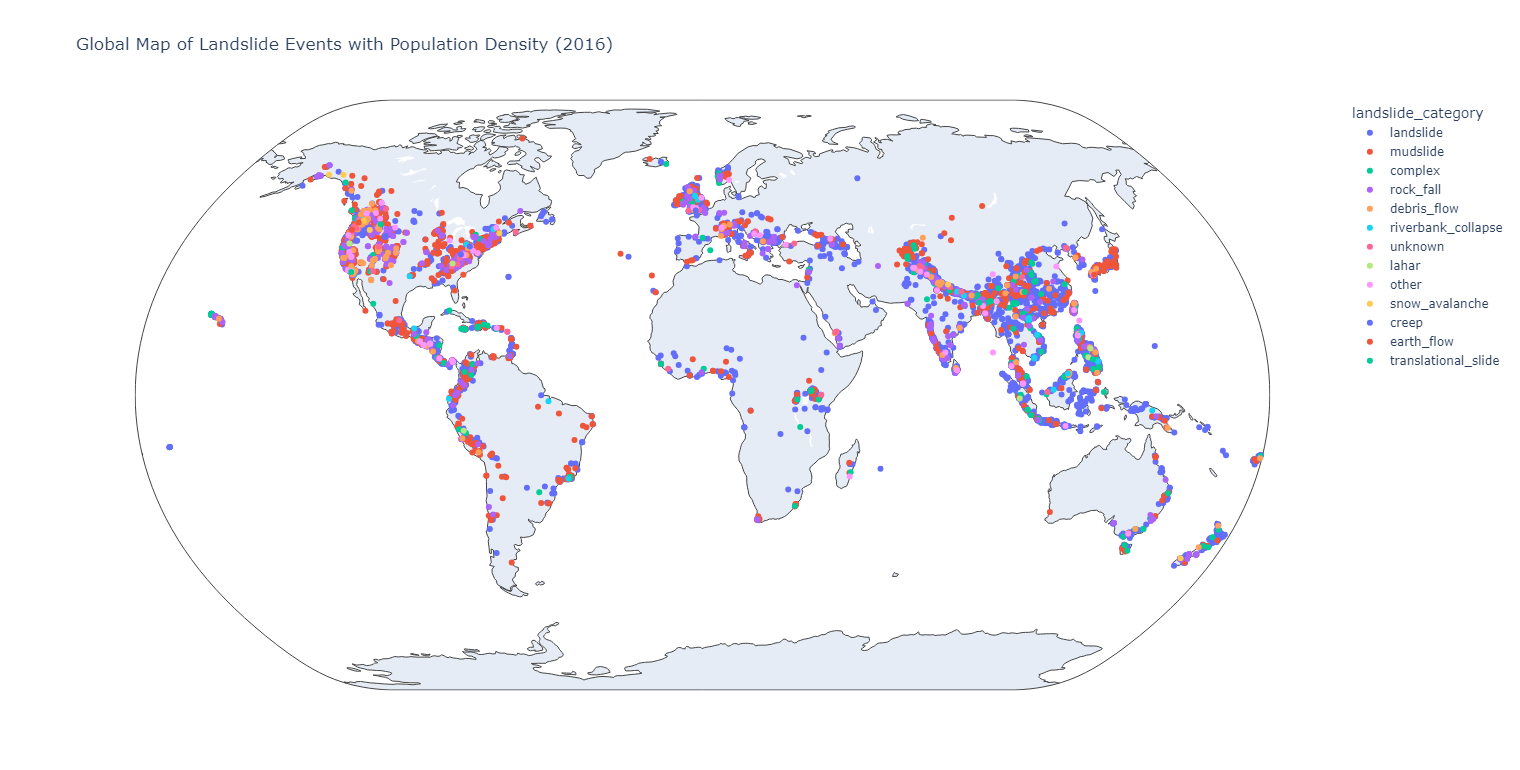 Global Map of Landslide Events with Population Density (2016)
landslide_category
landslide
mudslide
complex
rock_fall
debris_flow
riverbank_collapse
unknown
lahar
other
snow_avalanche
creep
earth_flow
translational_slide